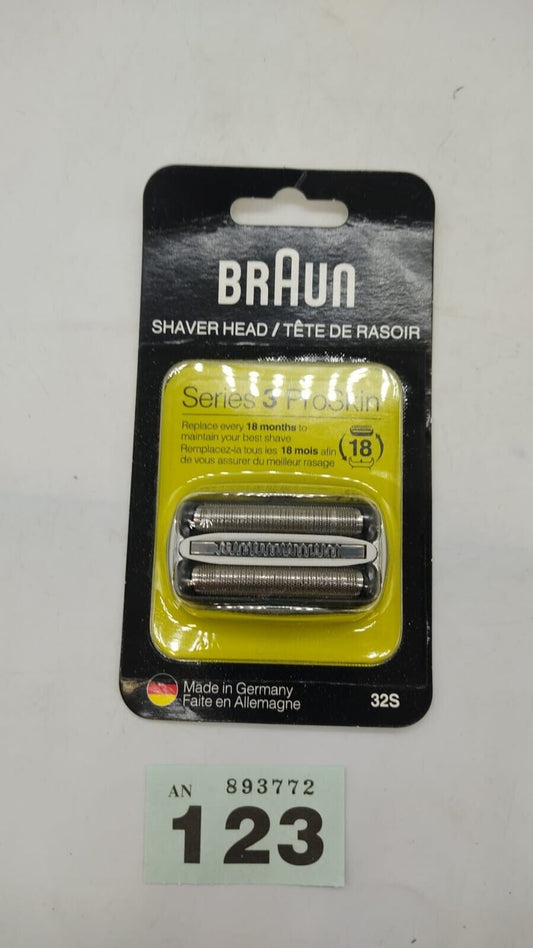 BRAUN
SHAVER HEAD / TÊTE DE RASOIR
Series 3 ProSkin
Replace every 18 months to
maintain your best shave
Remplacez-la tous les 18 mois afin
de vous assurer du meilleur rasage
18
Made in Germany
Faite en Allemagne
32S
AN 893772
123